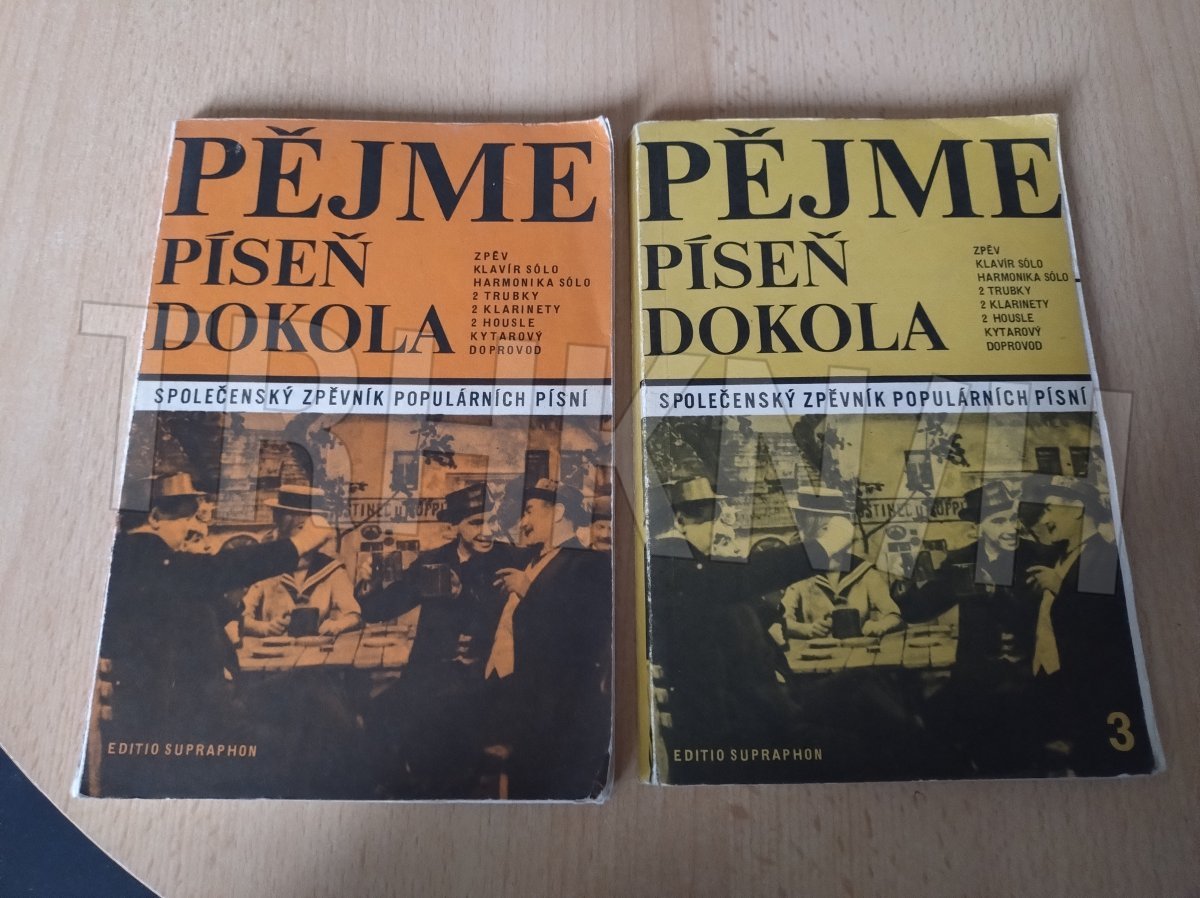 PĚJME
PÍSEŇ
DOKOLA
ZPĚV
KLAVÍR SÓLO
HARMONIKA SÓLO
2 TRUBKY
2 KLARINETY
2 HOUSLE
KYTAROVÝ
DOPROVOD
SPOLEČENSKÝ ZPĚVNÍK POPULÁRNÍCH PÍSNÍ
EDITIO SUPRAPHON
PĚJME
PÍSEŇ
DOKOLA
ZPĚV
KLAVÍR SÓLO
HARMONIKA SÓLO
2 TRUBKY
2 KLARINETY
2 HOUSLE
KYTAROVÝ
DOPROVOD
SPOLEČENSKÝ ZPĚVNÍK POPULÁRNÍCH PÍSNÍ
EDITIO SUPRAPHON
3
TRHKNIH